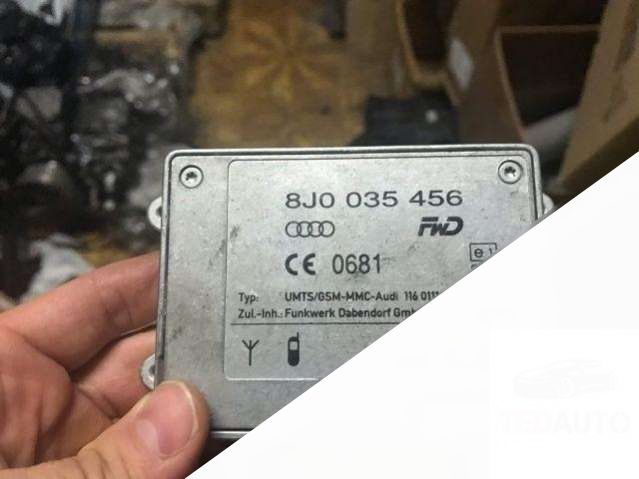 8J0 035 456
FWD
CE 0681
e1
Typ: UMTS/GSM-MMC-Audi 116 011
Zul.-Inh.: Funkwerk Dabendorf Gmb
TEDAUTO